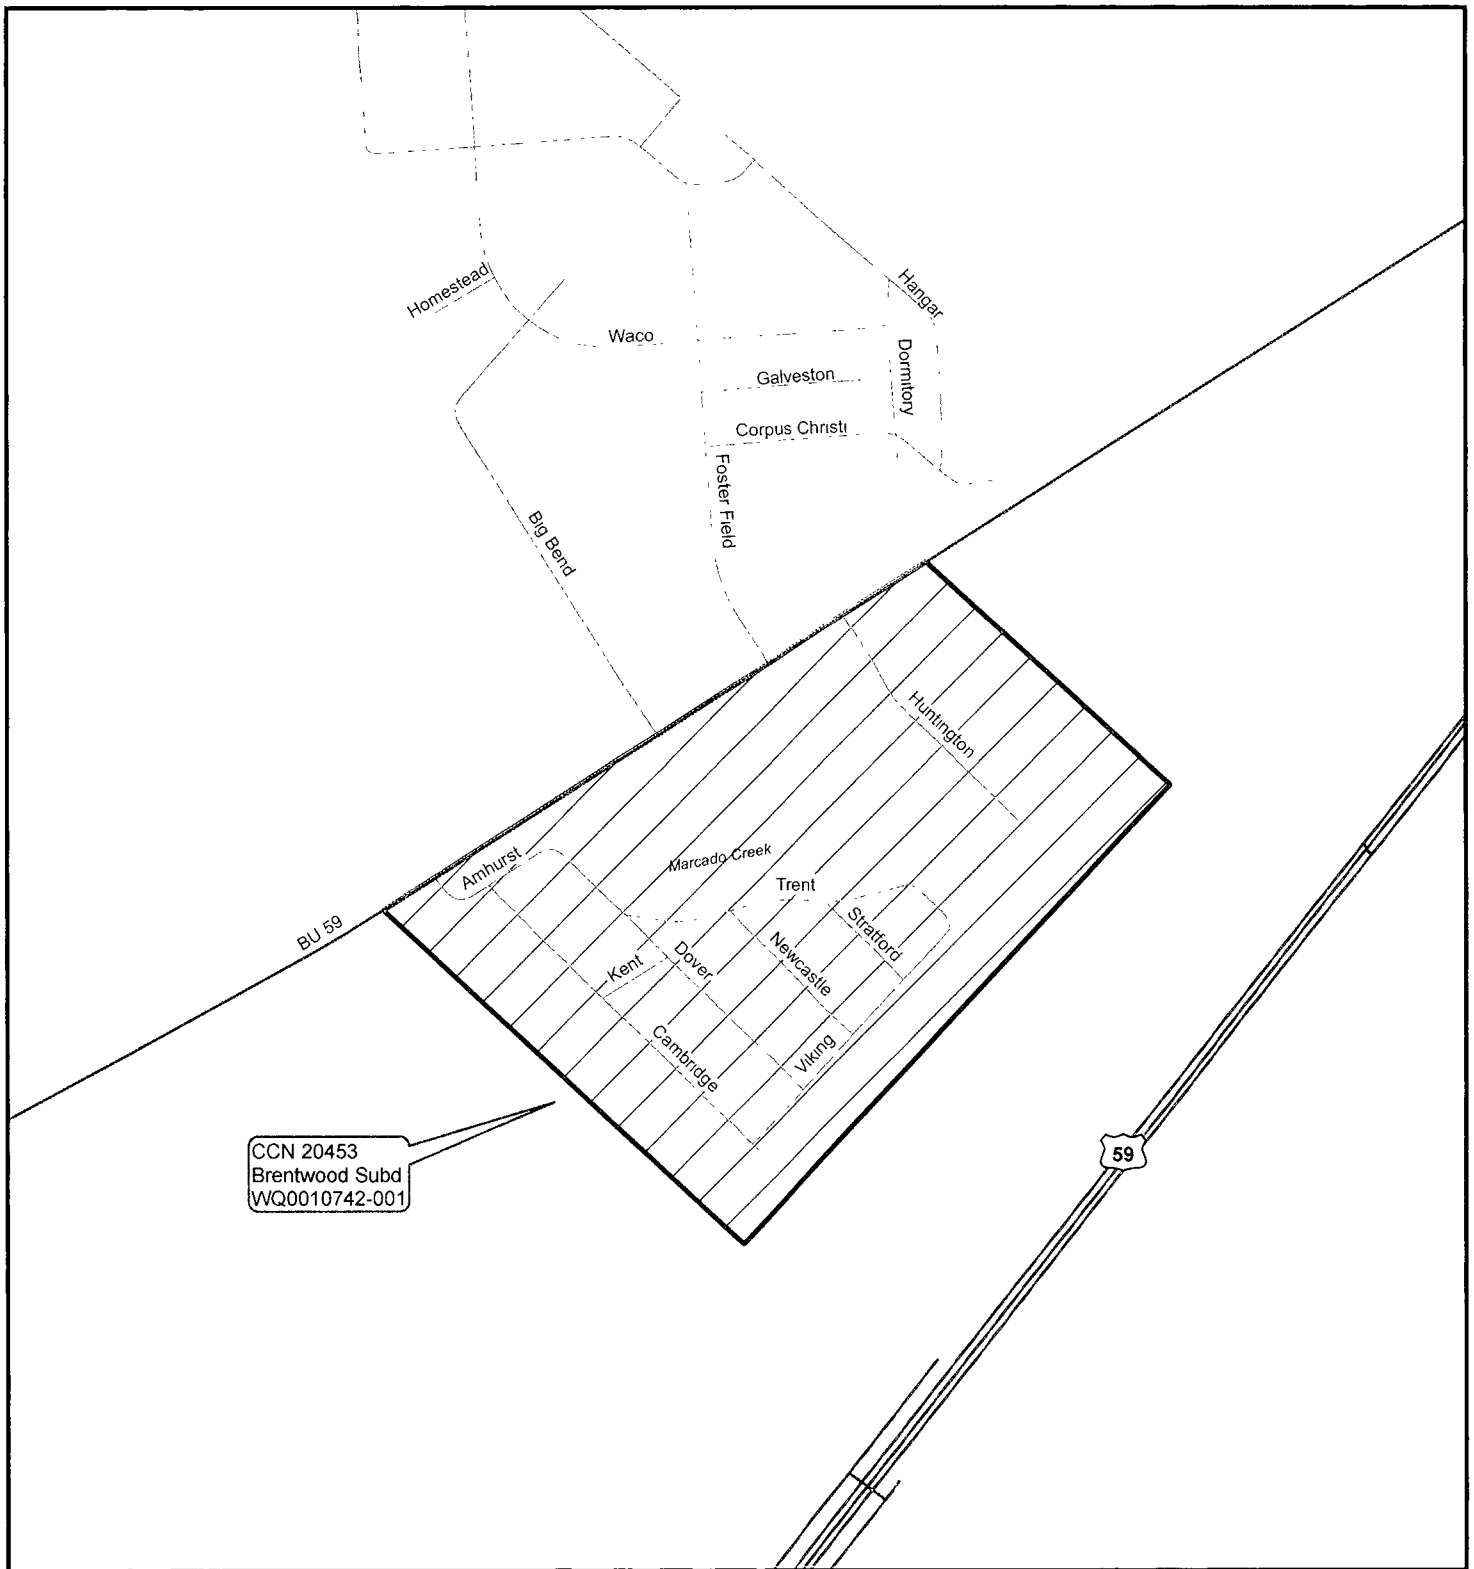 Homestead
Hangar
Waco
Dormitory
Galveston
Corpus Christi
Foster Field
Big Bend
Huntington
Marcado Creek
Amhurst
Trent
Stratford
BU 59
Newcastle
Dover
Kent
Viking
Cambridge
CCN 20453
Brentwood Subd
WQ0010742-001
59